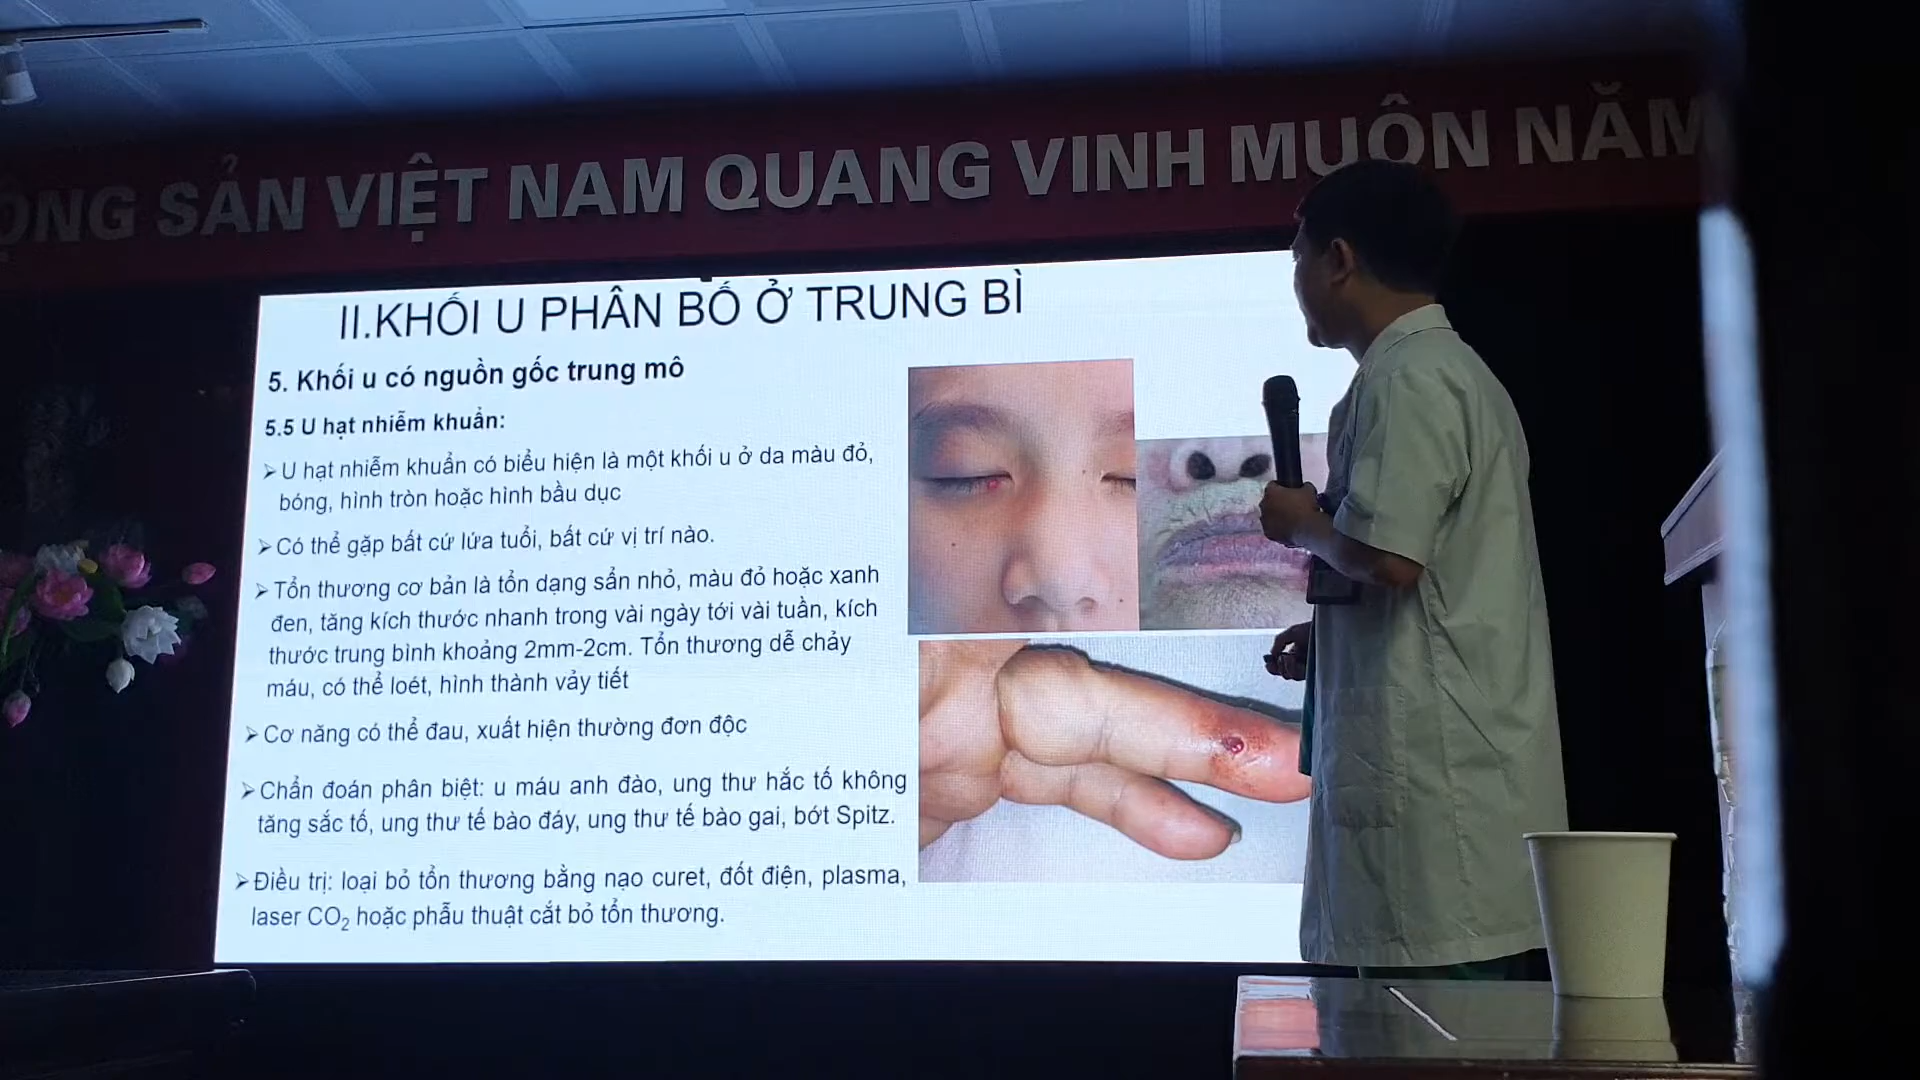 ỘNG SẢN VIỆT NAM QUANG VINH MUÔN NĂM
II.KHỐI U PHÂN BỐ Ở TRUNG BÌ
5. Khối u có nguồn gốc trung mô
5.5 U hạt nhiễm khuẩn:
➢U hạt nhiễm khuẩn có biểu hiện là một khối u ở da màu đỏ,
bóng, hình tròn hoặc hình bầu dục
➢Có thể gặp bất cứ lứa tuổi, bất cứ vị trí nào.
➢Tổn thương cơ bản là tổn dạng sẩn nhỏ, màu đỏ hoặc xanh
đen, tăng kích thước nhanh trong vài ngày tới vài tuần, kích
thước trung bình khoảng 2mm-2cm. Tổn thương dễ chảy
máu, có thể loét, hình thành vảy tiết
➢Cơ năng có thể đau, xuất hiện thường đơn độc
➢Chẩn đoán phân biệt: u máu anh đào, ung thư hắc tố không
tăng sắc tố, ung thư tế bào đáy, ung thư tế bào gai, bớt Spitz.
➢Điều trị: loại bỏ tổn thương bằng nạo curet, đốt điện, plasma,
laser CO₂ hoặc phẫu thuật cắt bỏ tổn thương.